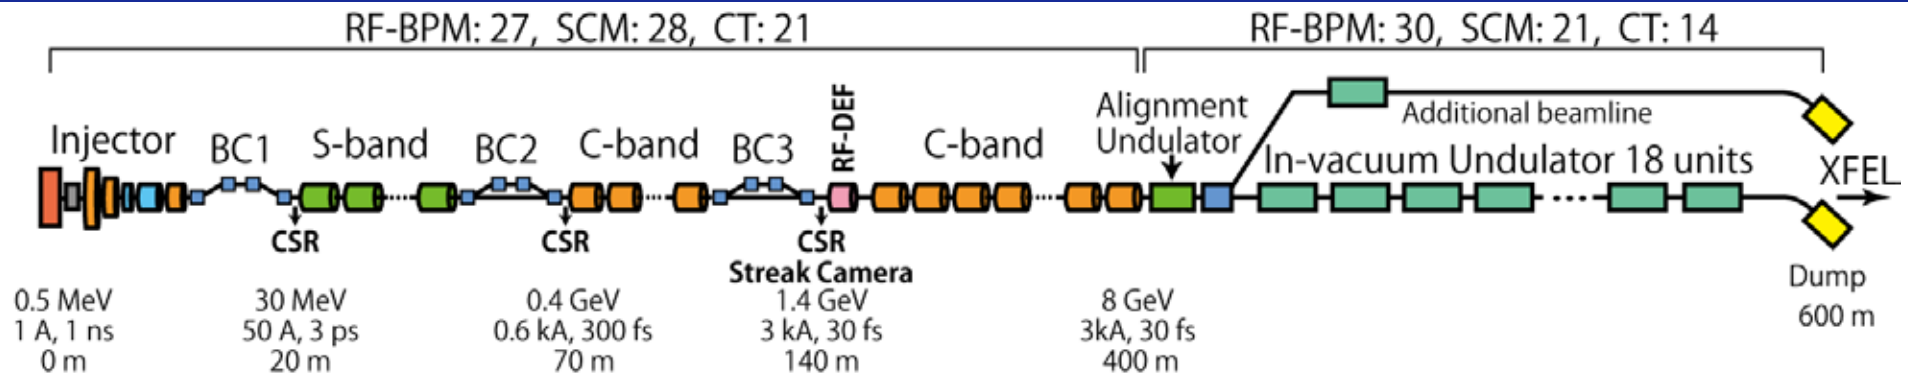 RF-BPM: 27, SCM: 28, CT: 21
RF-BPM: 30, SCM: 21, CT: 14
Injector
BC1
S-band
BC2
C-band
BC3
RF-DEF
C-band
Alignment
Undulator
Additional beamline
In-vacuum Undulator 18 units
XFEL
CSR
CSR
CSR
Streak Camera
Dump
600 m
0.5 MeV
1 A, 1 ns
0 m
30 MeV
50 A, 3 ps
20 m
0.4 GeV
0.6 kA, 300 fs
70 m
1.4 GeV
3 kA, 30 fs
140 m
8 GeV
3kA, 30 fs
400 m